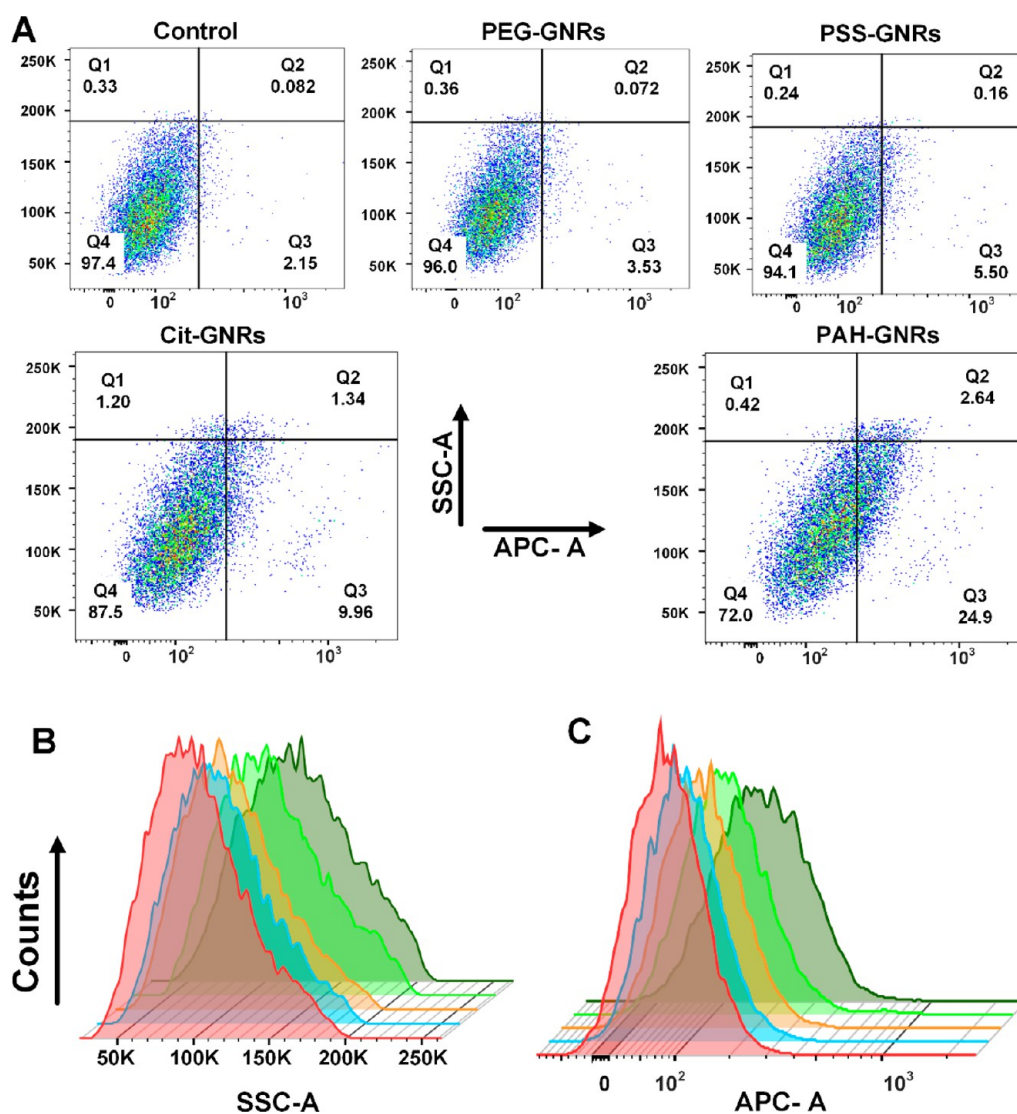 A
Control
PEG-GNRs
PSS-GNRs
250K
200K
150K
100K
50K
Q1
0.33
Q2
0.082
Q4
97.4
Q3
2.15
0
10²
10³
250K
200K
150K
100K
50K
Q1
0.36
Q2
0.072
Q4
96.0
Q3
3.53
0
10²
10³
250K
200K
150K
100K
50K
Q1
0.24
Q2
0.16
Q4
94.1
Q3
5.50
0
10²
10³
Cit-GNRs
250K
200K
150K
100K
50K
Q1
1.20
Q2
1.34
Q4
87.5
Q3
9.96
0
10²
10³
SSC-A
APC- A
PAH-GNRs
250K
200K
150K
100K
50K
Q1
0.42
Q2
2.64
Q4
72.0
Q3
24.9
0
10²
10³
B
Counts
50K
100K
150K
200K
250K
SSC-A
C
0
10²
10³
APC- A